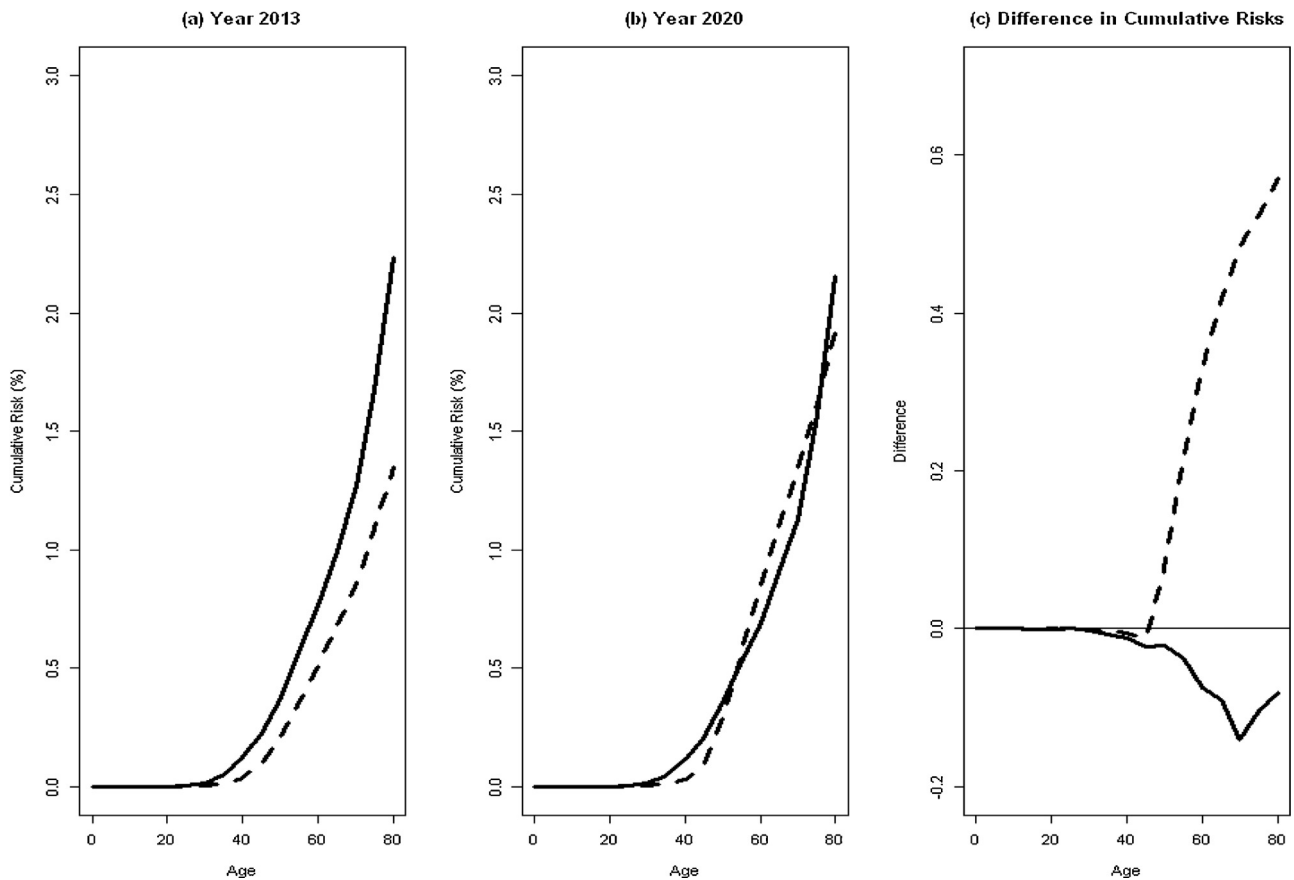 (a) Year 2013
3.0
2.5
2.0
1.5
1.0
0.5
0.0
Cumulative Risk (%)
0 20 40 60 80
Age
(b) Year 2020
3.0
2.5
2.0
1.5
1.0
0.5
0.0
Cumulative Risk (%)
0 20 40 60 80
Age
(c) Difference in Cumulative Risks
0.6
0.4
0.2
0.0
-0.2
Difference
0 20 40 60 80
Age